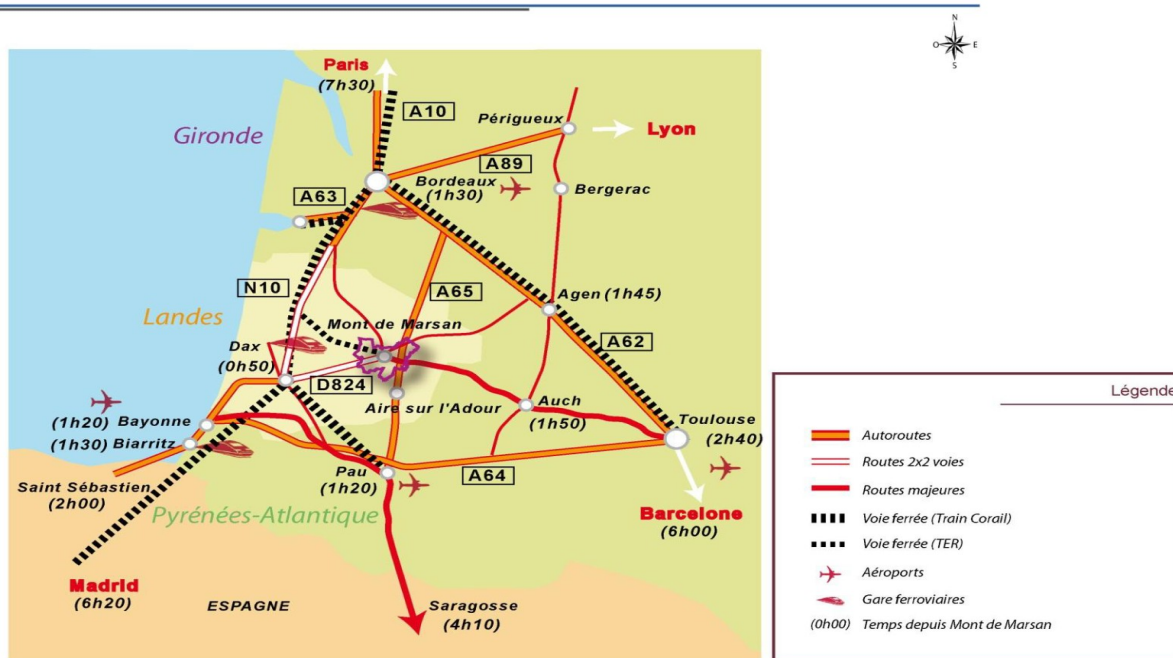 N
O E
S
Paris
(7h30)
A10
Gironde
Périgueux
Lyon
A89
Bordeaux
(1h30)
Bergerac
A63
N10
A65
Agen (1h45)
Landes
Mont de Marsan
A62
Dax
(0h50)
D824
Aire sur l'Adour
Auch
(1h50)
Toulouse
(2h40)
(1h20) Bayonne
(1h30) Biarritz
Saint Sébastien
(2h00)
Pau
(1h20)
A64
Pyrénées-Atlantique
Barcelone
(6h00)
Madrid
(6h20)
ESPAGNE
Saragosse
(4h10)
Légende
Autoroutes
Routes 2x2 voies
Routes majeures
Voie ferrée (Train Corail)
Voie ferrée (TER)
Aéroports
Gare ferroviaires
(0h00) Temps depuis Mont de Marsan